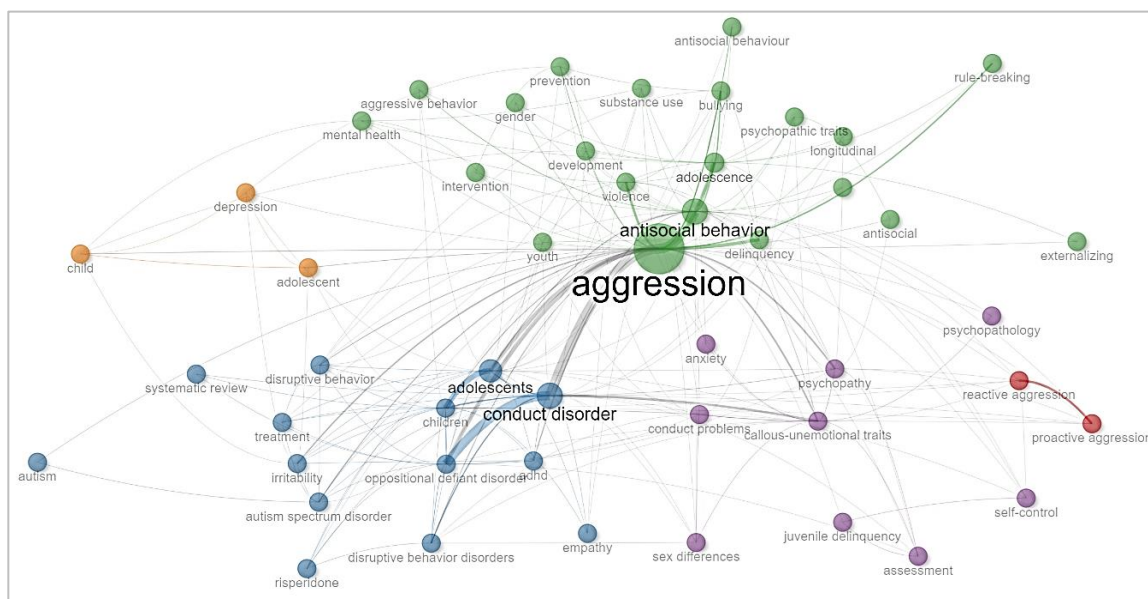 antisocial behaviour
prevention
rule-breaking
aggressive behavior
substance use
bullying
gender
mental health
psychopathic traits
longitudinal
development
adolescence
intervention
violence
depression
antisocial behavior
antisocial
child
youth
delinquency
externalizing
adolescent
aggression
psychopathology
anxiety
systematic review
disruptive behavior
adolescents
psychopathy
reactive aggression
children
conduct disorder
conduct problems
callous-unemotional traits
proactive aggression
treatment
autism
irritability
oppositional defiant disorder
adhd
autism spectrum disorder
self-control
juvenile delinquency
disruptive behavior disorders
empathy
sex differences
assessment
risperidone